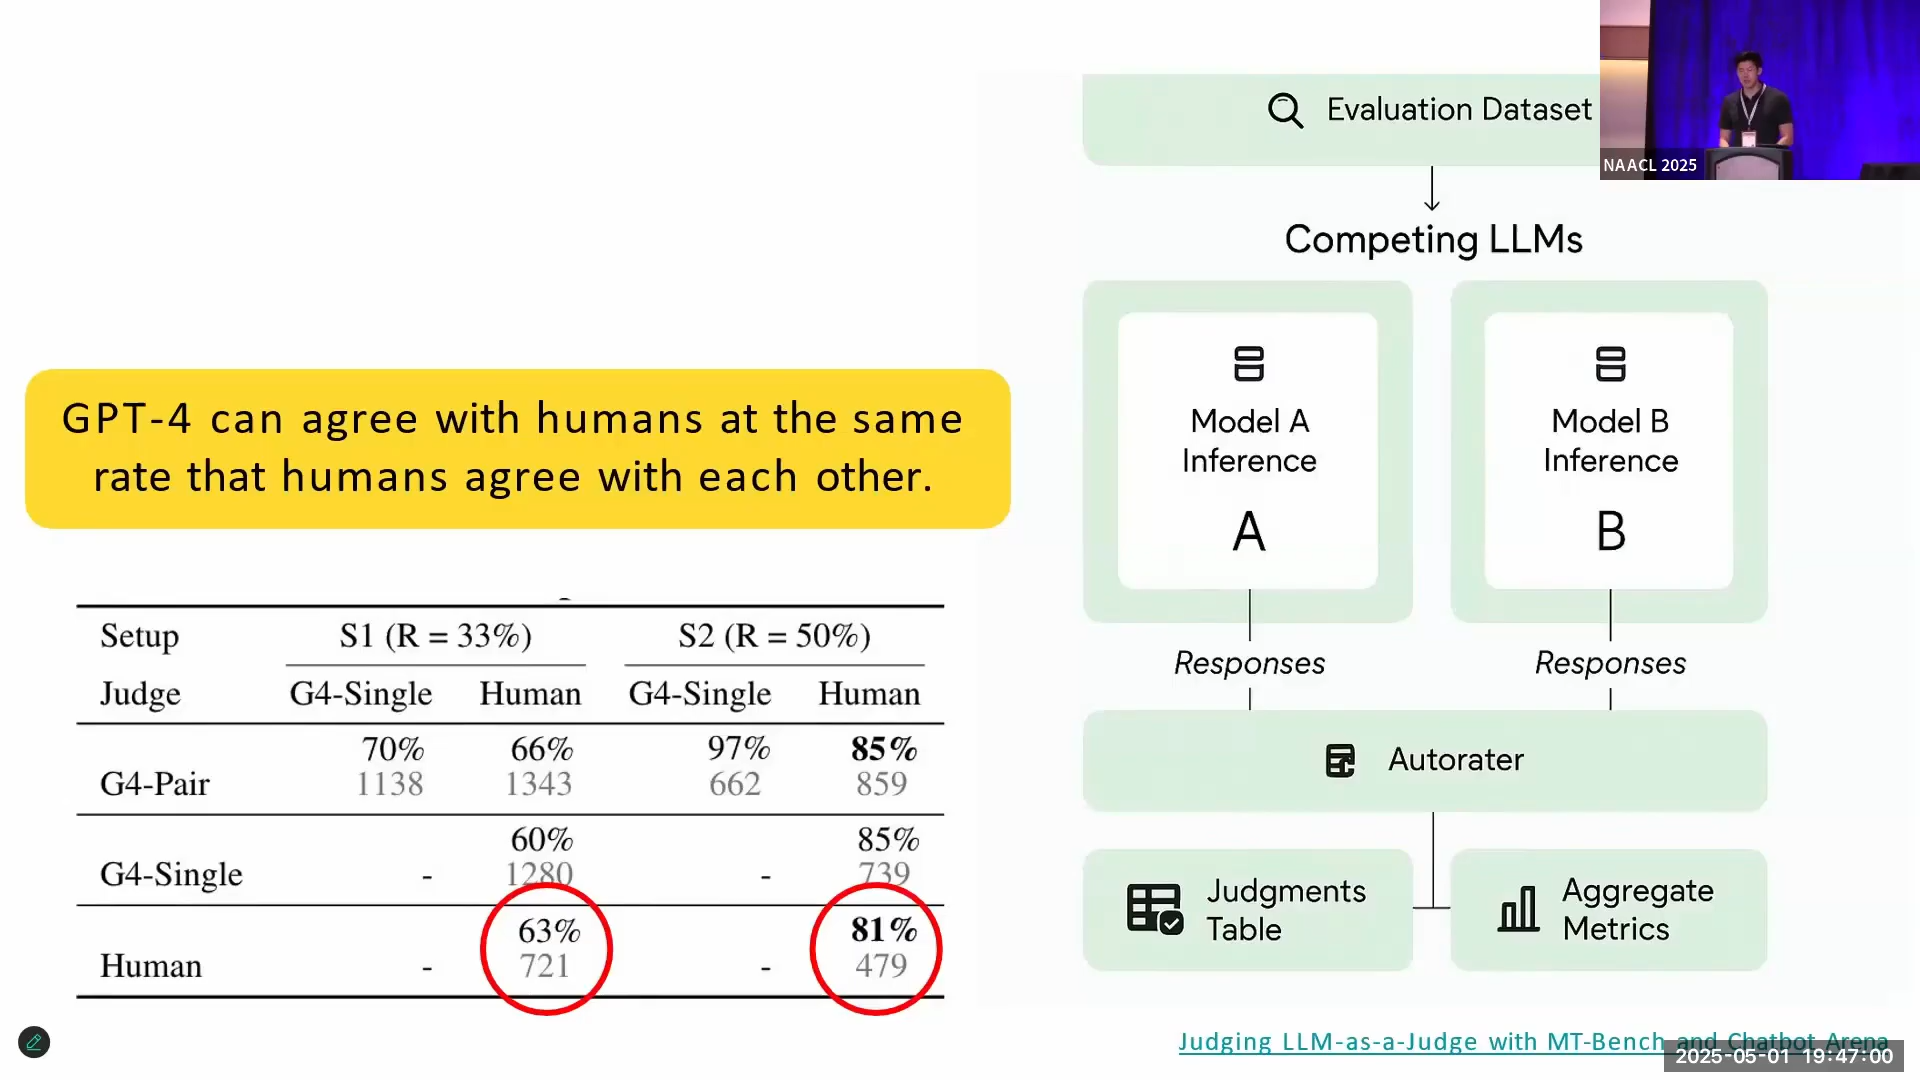 Evaluation Dataset
NAACL 2025
Competing LLMs
Model A
Inference
A
Model B
Inference
B
GPT-4 can agree with humans at the same
rate that humans agree with each other.
Setup S1 (R = 33%) S2 (R = 50%)
Judge G4-Single Human G4-Single Human
70% 66% 97% 85%
G4-Pair 1138 1343 662 859
60% 85%
G4-Single - 1280 - 739
63% 81%
Human - 721 - 479
Responses Responses
Autorater
Judgments
Table
Aggregate
Metrics
Judging LLM-as-a-Judge with MT-Bench and Chatbot Arena
2025-05-01 19:47:00